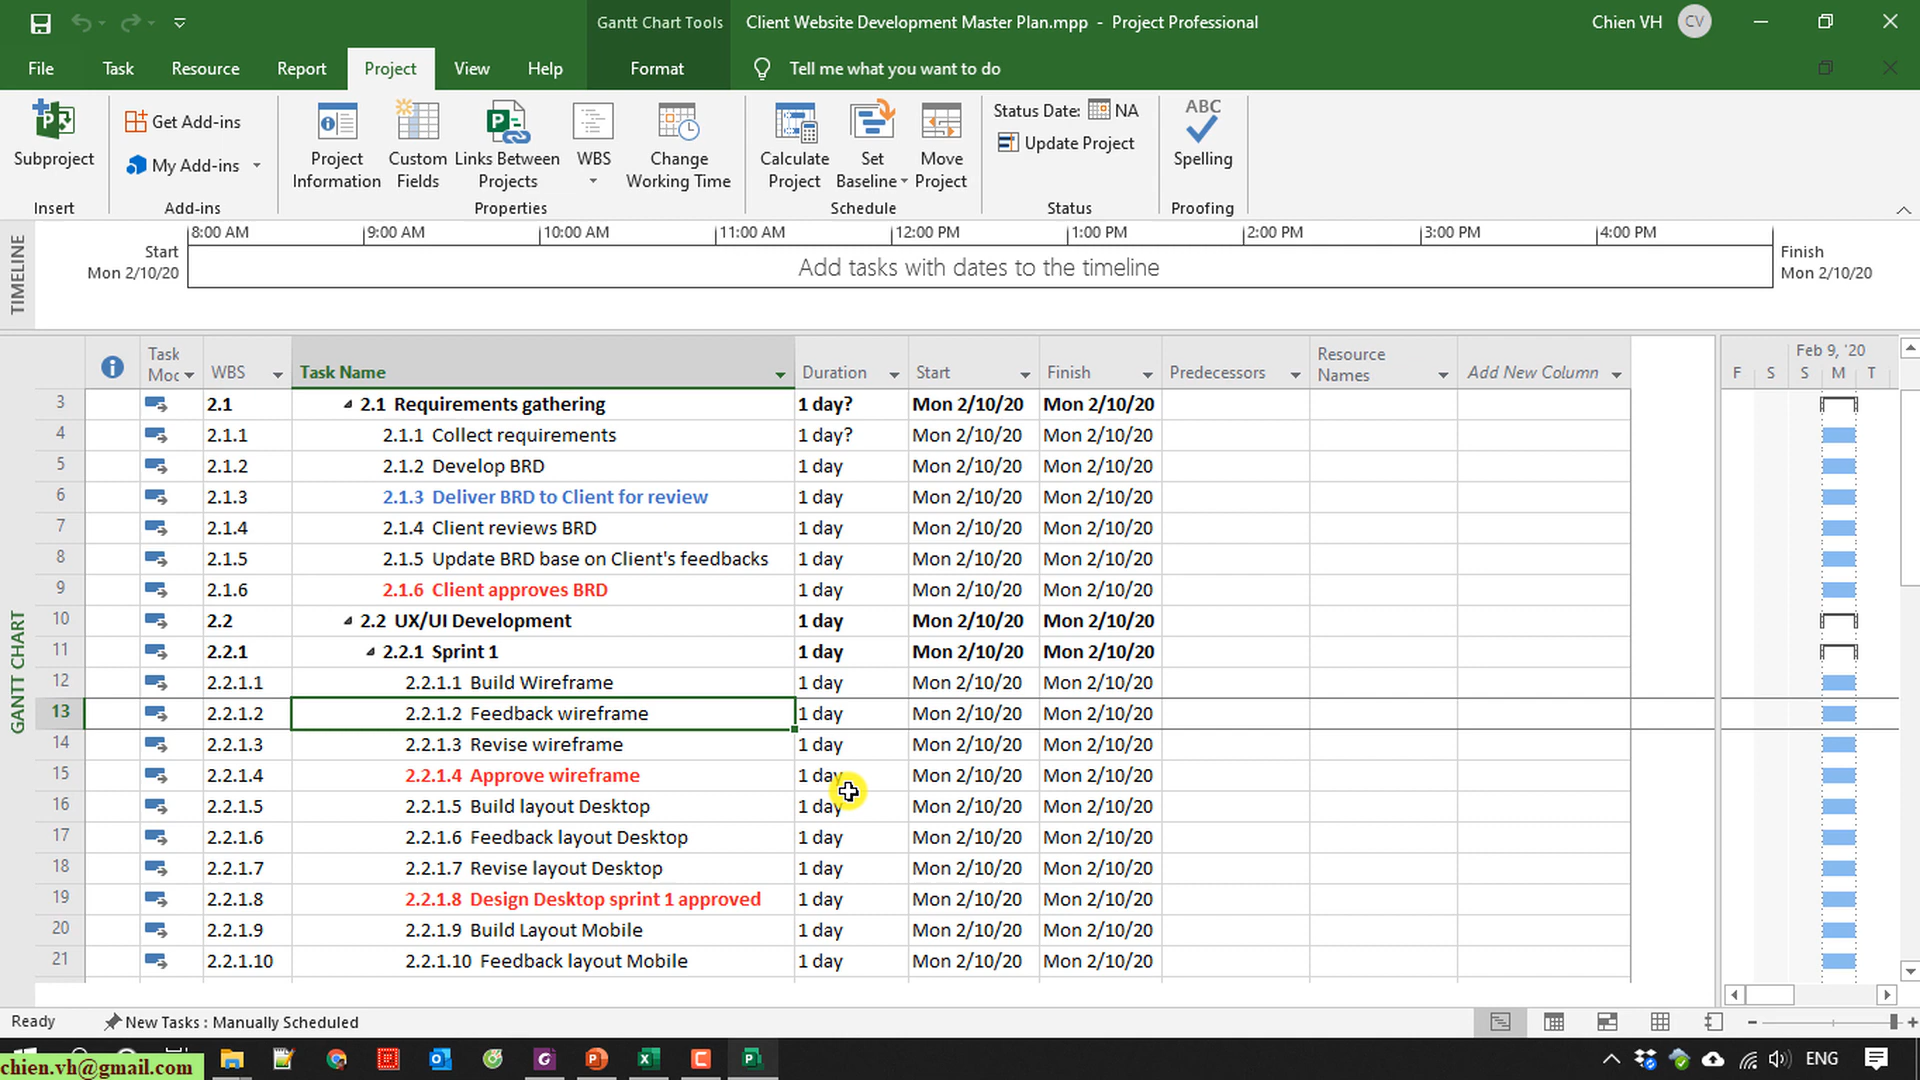 Gantt Chart Tools
Client Website Development Master Plan.mpp - Project Professional
Chien VH
CV
File
Task
Resource
Report
Project
View
Help
Format
Tell me what you want to do
Subproject
Get Add-ins
My Add-ins
Project Information
Custom Fields
Links Between Projects
WBS
Change Working Time
Calculate Project
Set Baseline
Move Project
Status Date: NA
Update Project
ABC
Spelling
Insert
Add-ins
Properties
Schedule
Status
Proofing
TIMELINE
8:00 AM 9:00 AM 10:00 AM 11:00 AM 12:00 PM 1:00 PM 2:00 PM 3:00 PM 4:00 PM
Start
Mon 2/10/20
Add tasks with dates to the timeline
Finish
Mon 2/10/20
GANTT CHART
Task Moc WBS Task Name Duration Start Finish Predecessors Resource Names Add New Column
Feb 9, '20
F S S M T
3 2.1 2.1 Requirements gathering 1 day? Mon 2/10/20 Mon 2/10/20
4 2.1.1 2.1.1 Collect requirements 1 day? Mon 2/10/20 Mon 2/10/20
5 2.1.2 2.1.2 Develop BRD 1 day Mon 2/10/20 Mon 2/10/20
6 2.1.3 2.1.3 Deliver BRD to Client for review 1 day Mon 2/10/20 Mon 2/10/20
7 2.1.4 2.1.4 Client reviews BRD 1 day Mon 2/10/20 Mon 2/10/20
8 2.1.5 2.1.5 Update BRD base on Client's feedbacks 1 day Mon 2/10/20 Mon 2/10/20
9 2.1.6 2.1.6 Client approves BRD 1 day Mon 2/10/20 Mon 2/10/20
10 2.2 2.2 UX/UI Development 1 day Mon 2/10/20 Mon 2/10/20
11 2.2.1 2.2.1 Sprint 1 1 day Mon 2/10/20 Mon 2/10/20
12 2.2.1.1 2.2.1.1 Build Wireframe 1 day Mon 2/10/20 Mon 2/10/20
13 2.2.1.2 2.2.1.2 Feedback wireframe 1 day Mon 2/10/20 Mon 2/10/20
14 2.2.1.3 2.2.1.3 Revise wireframe 1 day Mon 2/10/20 Mon 2/10/20
15 2.2.1.4 2.2.1.4 Approve wireframe 1 day Mon 2/10/20 Mon 2/10/20
16 2.2.1.5 2.2.1.5 Build layout Desktop 1 day Mon 2/10/20 Mon 2/10/20
17 2.2.1.6 2.2.1.6 Feedback layout Desktop 1 day Mon 2/10/20 Mon 2/10/20
18 2.2.1.7 2.2.1.7 Revise layout Desktop 1 day Mon 2/10/20 Mon 2/10/20
19 2.2.1.8 2.2.1.8 Design Desktop sprint 1 approved 1 day Mon 2/10/20 Mon 2/10/20
20 2.2.1.9 2.2.1.9 Build Layout Mobile 1 day Mon 2/10/20 Mon 2/10/20
21 2.2.1.10 2.2.1.10 Feedback layout Mobile 1 day Mon 2/10/20 Mon 2/10/20
Ready
New Tasks : Manually Scheduled
chien.vh@gmail.com
ENG